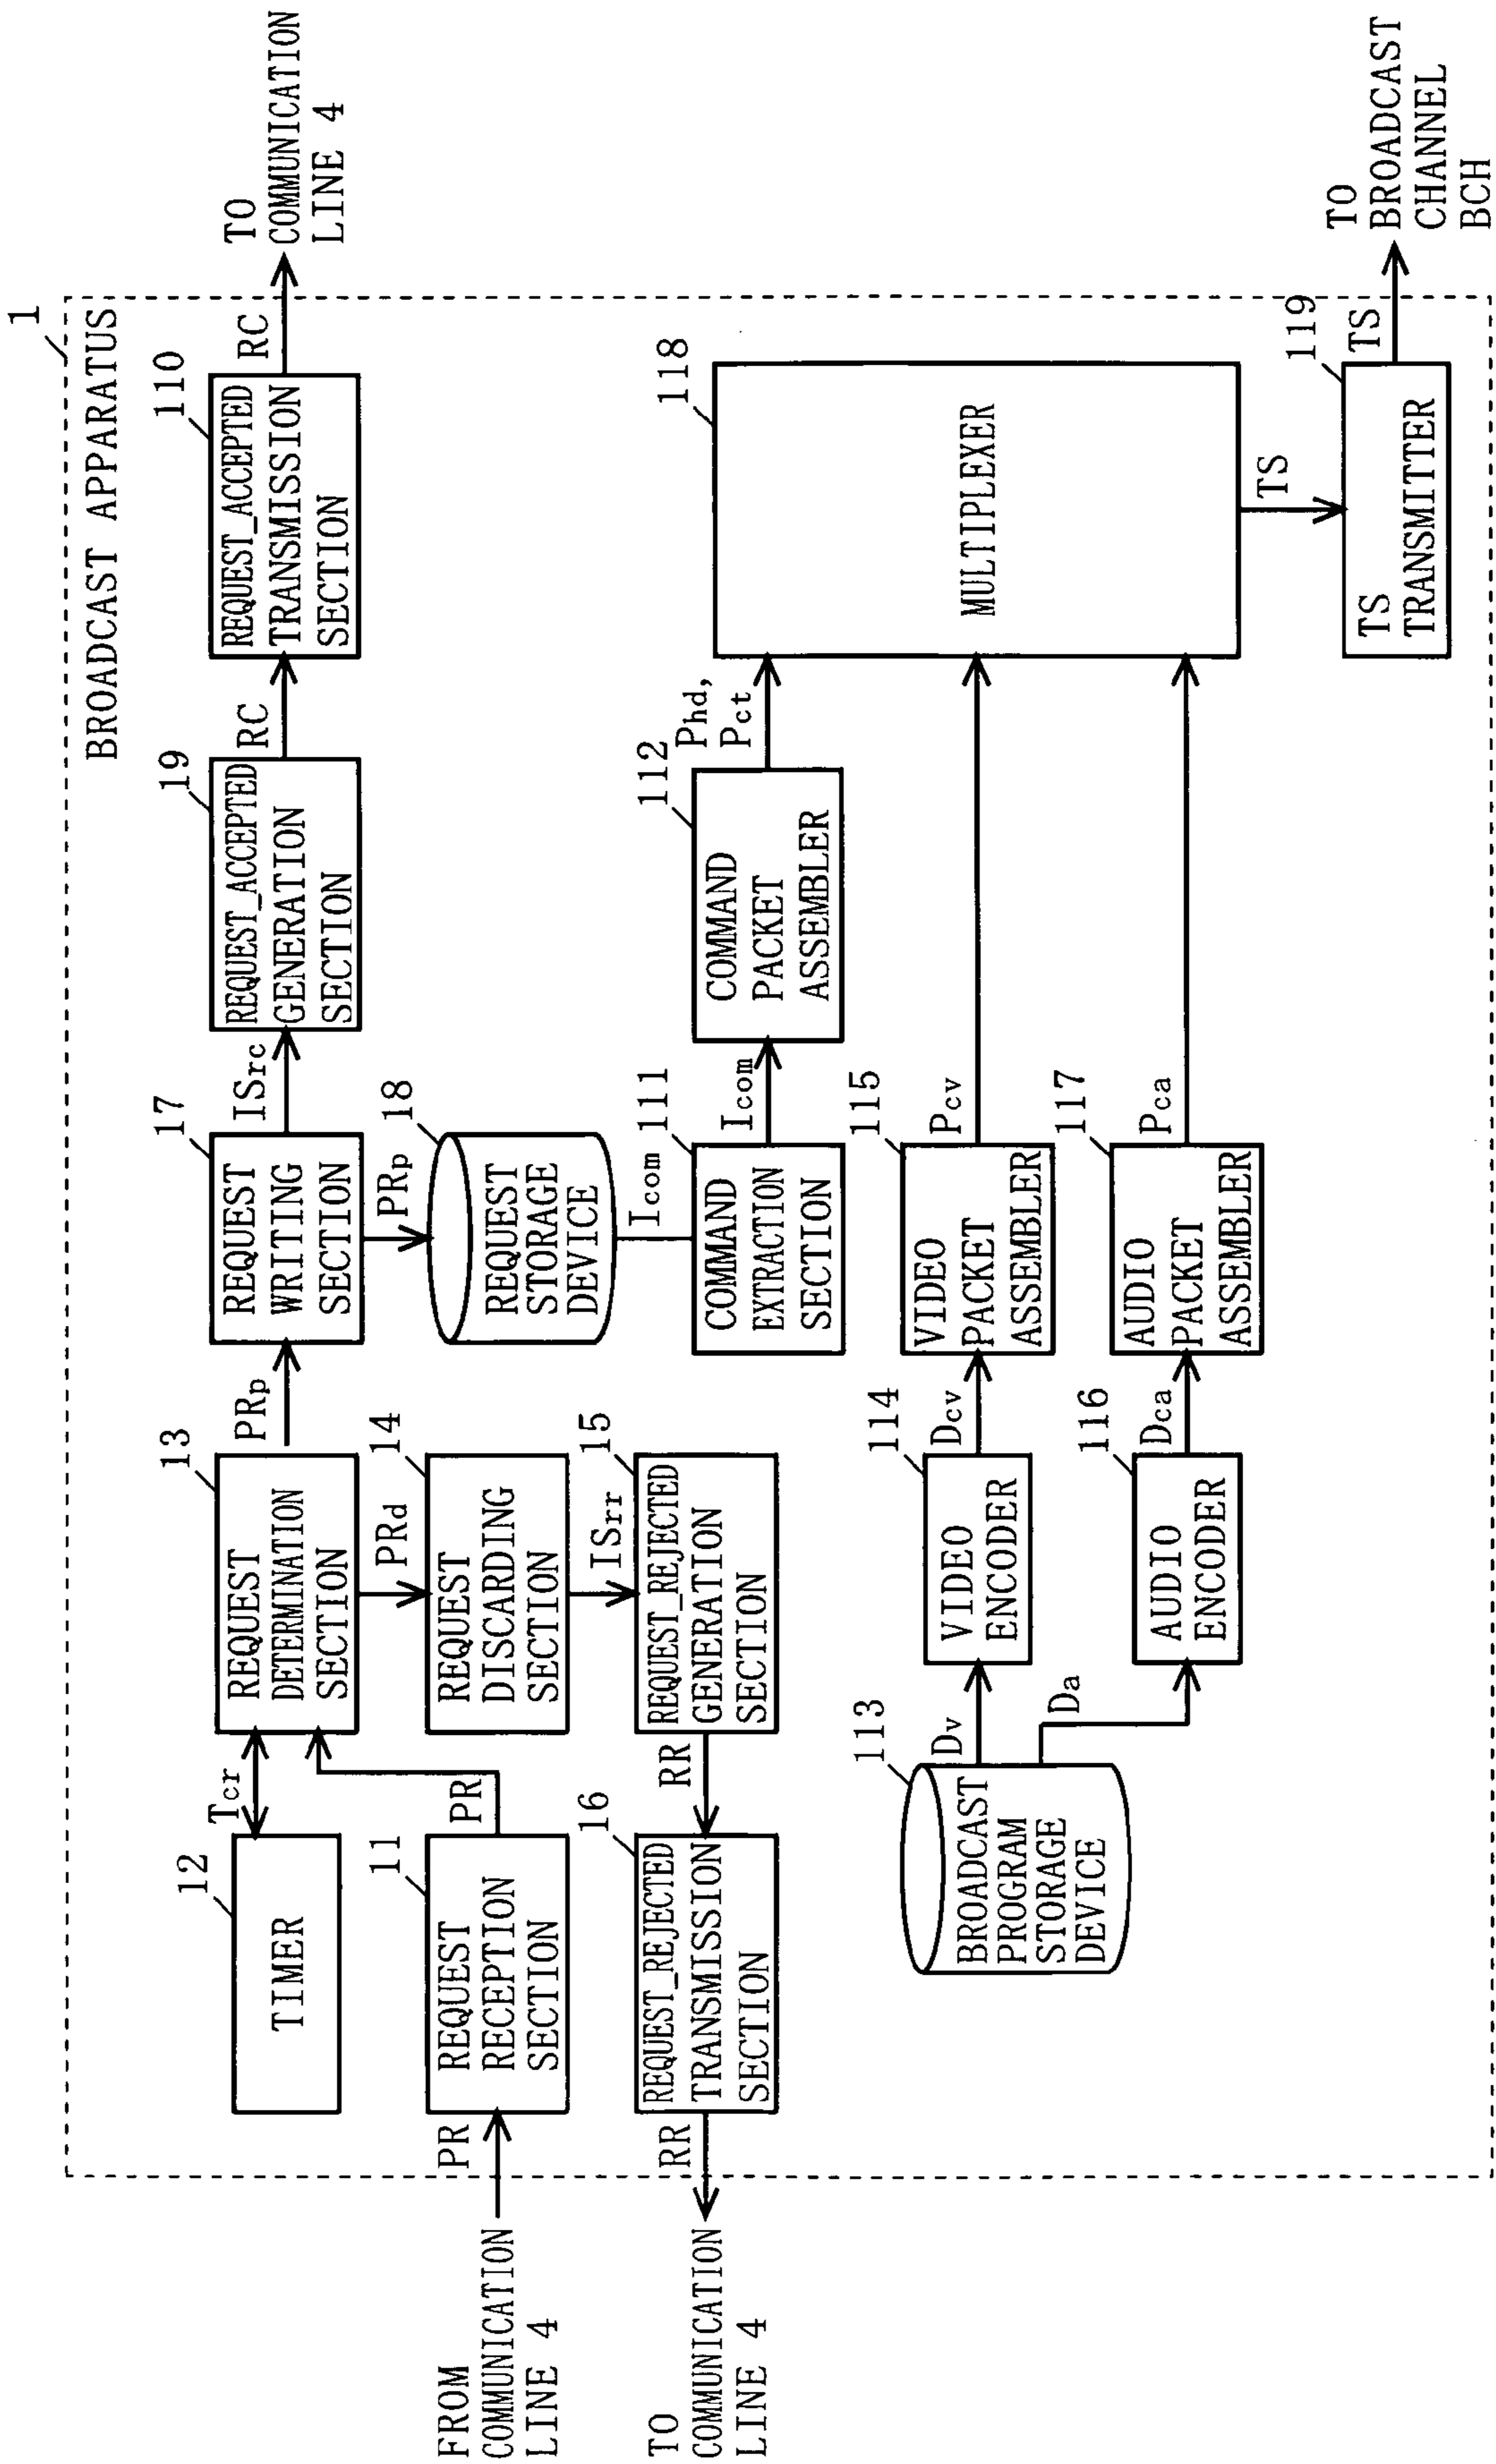 1
BROADCAST APPARATUS
12
TIMER
Tcr
13
REQUEST
DETERMINATION
SECTION
PRp
17
REQUEST
WRITING
SECTION
ISrc
19
REQUEST_ACCEPTED
GENERATION
SECTION
RC
110
REQUEST_ACCEPTED
TRANSMISSION
SECTION
RC
TO
COMMUNICATION
LINE 4
FROM
COMMUNICATION
LINE 4
PR
11
REQUEST
RECEPTION
SECTION
PR
PRd
14
REQUEST
DISCARDING
SECTION
PRp
18
REQUEST
STORAGE
DEVICE
ISrr
15
REQUEST_REJECTED
GENERATION
SECTION
RR
16
REQUEST_REJECTED
TRANSMISSION
SECTION
RR
TO
COMMUNICATION
LINE 4
Icom
111
COMMAND
EXTRACTION
SECTION
Icom
112
COMMAND
PACKET
ASSEMBLER
Phd,
Pct
118
MULTIPLEXER
113
BROADCAST
PROGRAM
STORAGE
DEVICE
Dv
114
VIDEO
ENCODER
Dcv
115
VIDEO
PACKET
ASSEMBLER
Pcv
Da
116
AUDIO
ENCODER
Dca
117
AUDIO
PACKET
ASSEMBLER
Pca
TS
119
TS
TRANSMITTER
TS
TO
BROADCAST
CHANNEL
BCH